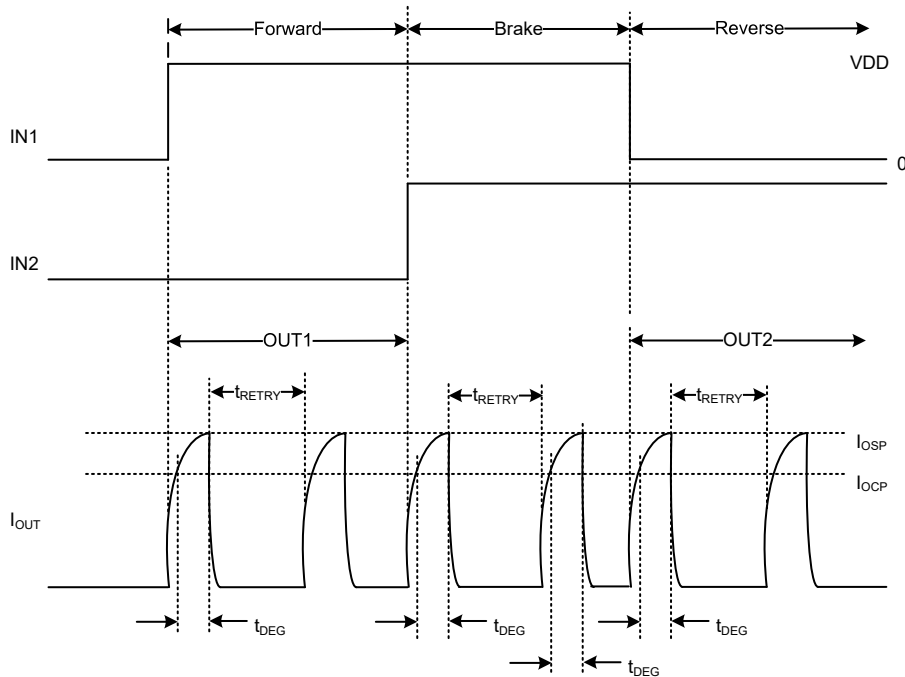 Forward Brake Reverse
VDD
IN1
0
IN2
OUT1 OUT2
tRETRY tRETRY tRETRY
IOSP
IOCP
IOUT
tDEG tDEG tDEG
tDEG